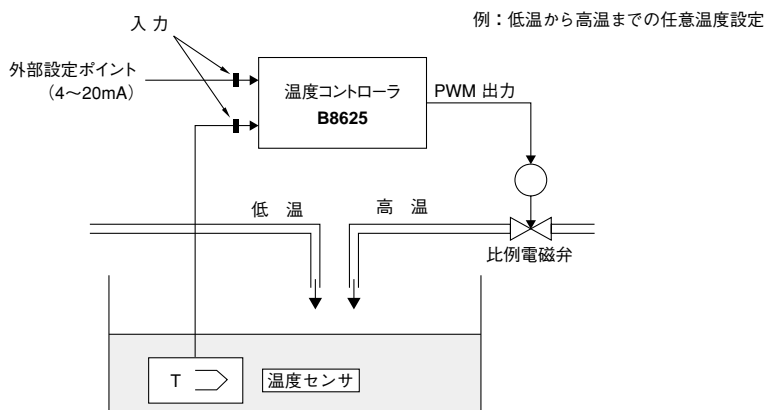 例：低温から高温までの任意温度設定
入 力
外部設定ポイント
（4〜20mA）
温度コントローラ
B8625
PWM 出力
低　温
高　温
比例電磁弁
T
温度センサ